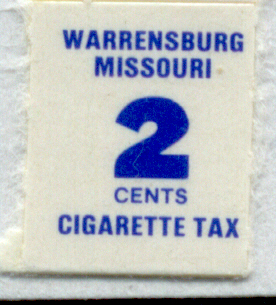 WARRENSBURG
MISSOURI
2
CENTS
CIGARETTE TAX